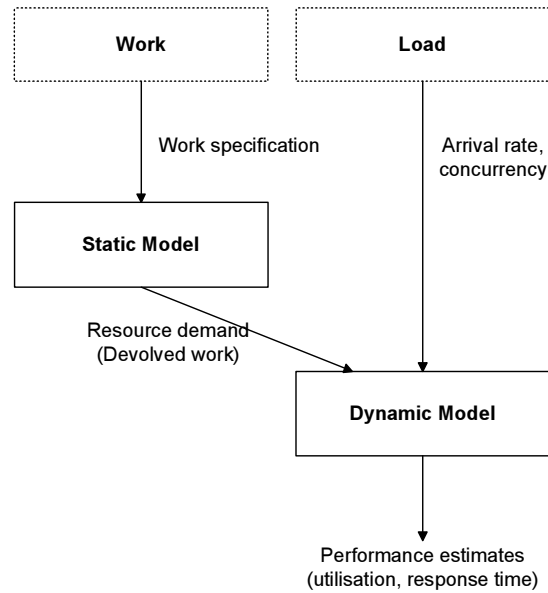 Work
Load
Work specification
Arrival rate,
concurrency
Static Model
Resource demand
(Devolved work)
Dynamic Model
Performance estimates
(utilisation, response time)